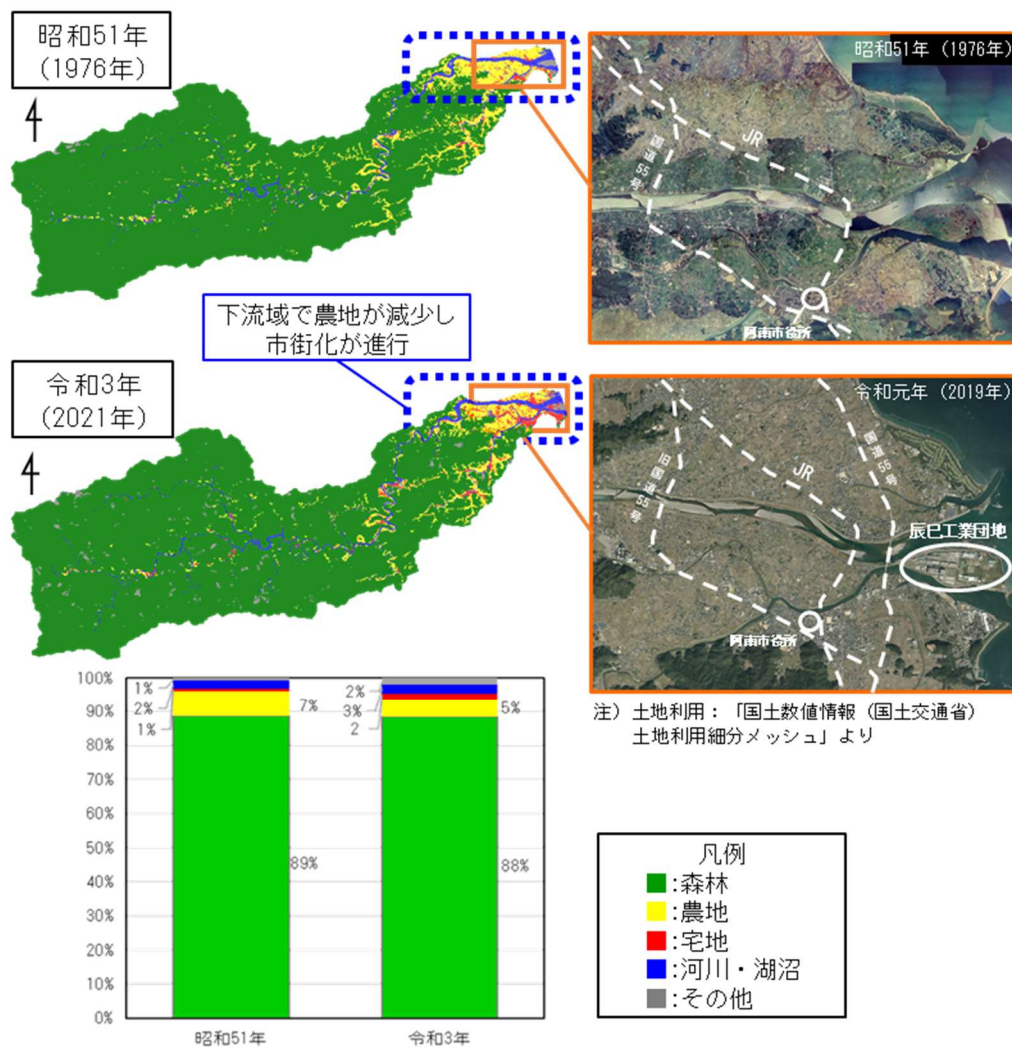 昭和51年
(1976年)
昭和51年 (1976年)
JR
国道55号
阿南市役所
下流域で農地が減少し
市街化が進行
令和3年
(2021年)
令和元年 (2019年)
JR
旧国道55号
国道55号
辰巳工業団地
阿南市役所
注) 土地利用:「国土数値情報(国土交通省)
土地利用細分メッシュ」より
100%
90%
80%
70%
60%
50%
40%
30%
20%
10%
0%
1%
2%
1%
7%
89%
2%
3%
2
5%
88%
昭和51年
令和3年
凡例
:森林
:農地
:宅地
:河川・湖沼
:その他